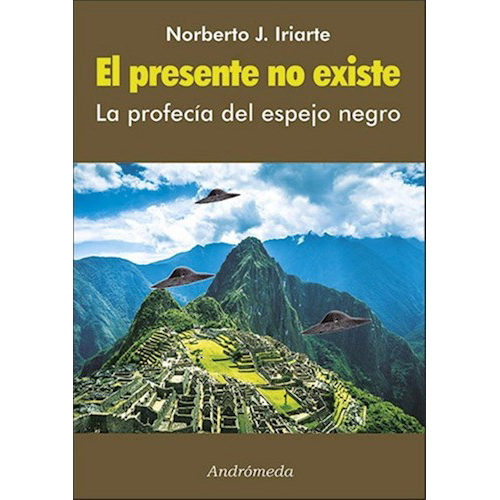 Norberto J. Iriarte
El presente no existe
La profecía del espejo negro
Andrómeda